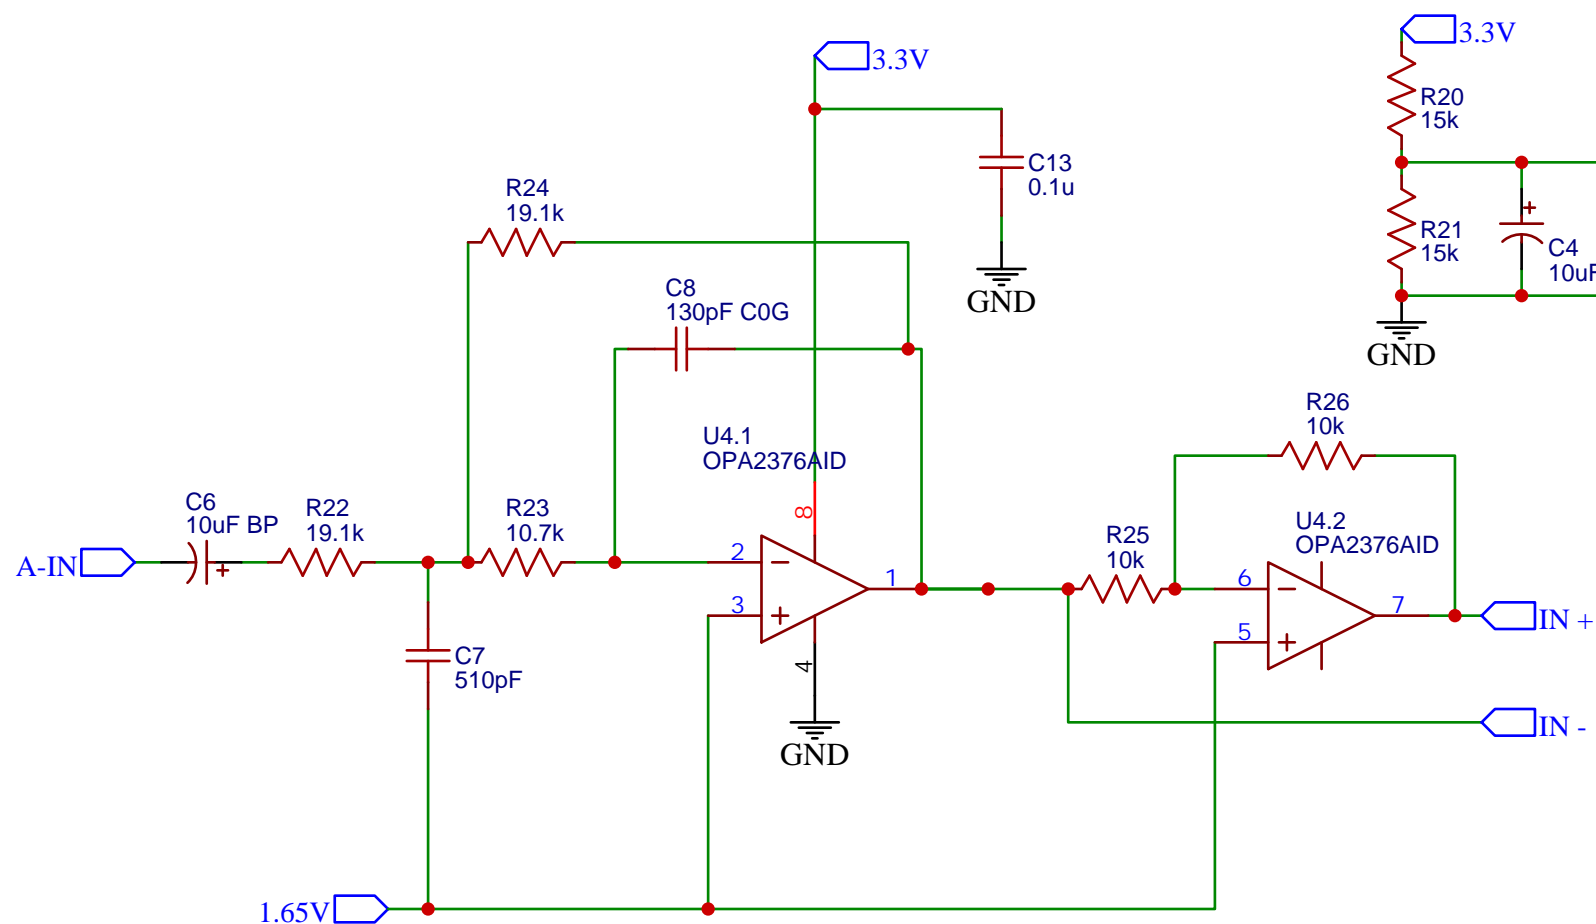 3.3V
3.3V
R20
15k
C13
0.1u
R24
19.1k
R21
15k
C4
10uF
GND
C8
130pF C0G
GND
R26
10k
U4.1
OPA2376AID
C6
10uF BP
R22
19.1k
R23
10.7k
8
U4.2
OPA2376AID
R25
10k
A-IN
2
1
6
3
7
IN +
5
C7
510pF
4
IN -
GND
1.65V